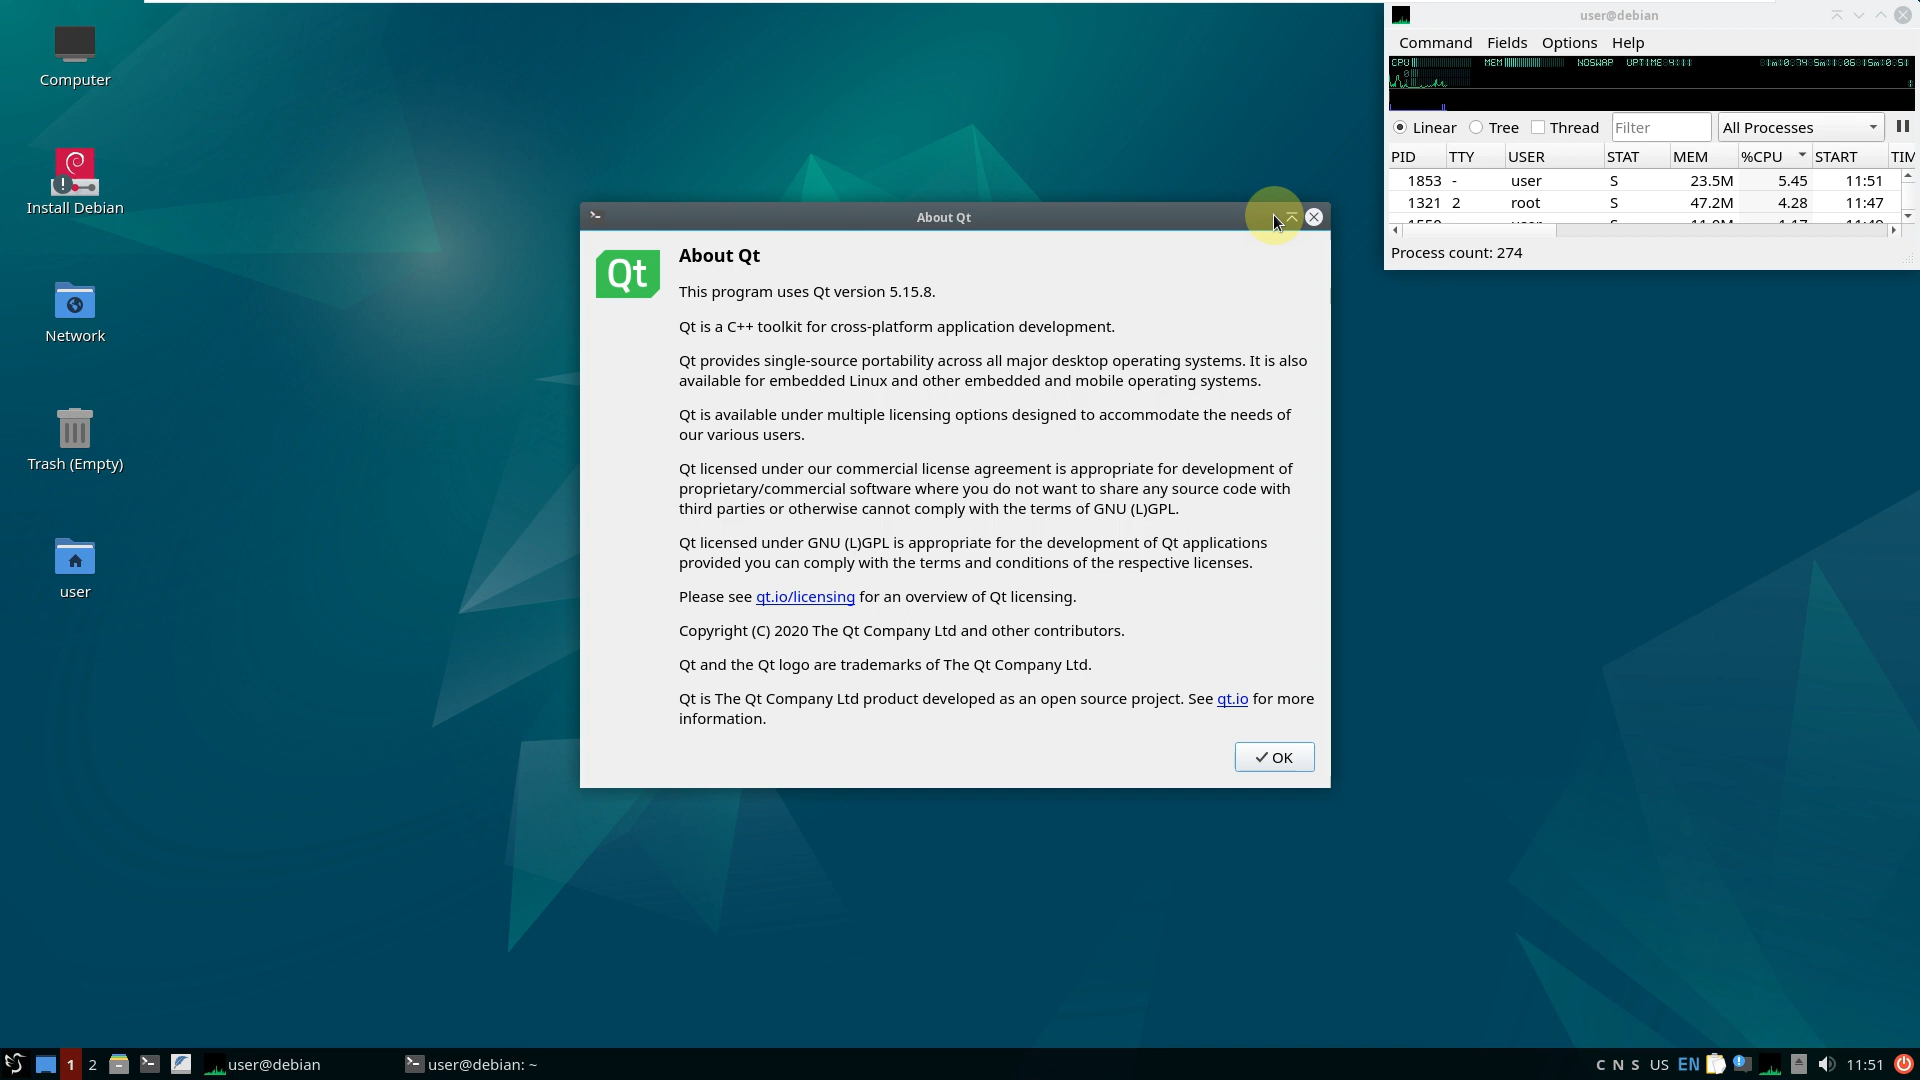 Computer
Install Debian
Network
Trash (Empty)
user
user@debian
Command Fields Options Help
CPU MEM NOSWAP
Linear Tree Thread Filter All Processes
PID TTY USER STAT MEM %CPU START TIM
1853 - user S 23.5M 5.45 11:51
1321 2 root S 47.2M 4.28 11:47
Process count: 274
About Qt
Qt
About Qt
This program uses Qt version 5.15.8.
Qt is a C++ toolkit for cross-platform application development.
Qt provides single-source portability across all major desktop operating systems. It is also
available for embedded Linux and other embedded and mobile operating systems.
Qt is available under multiple licensing options designed to accommodate the needs of
our various users.
Qt licensed under our commercial license agreement is appropriate for development of
proprietary/commercial software where you do not want to share any source code with
third parties or otherwise cannot comply with the terms of GNU (L)GPL.
Qt licensed under GNU (L)GPL is appropriate for the development of Qt applications
provided you can comply with the terms and conditions of the respective licenses.
Please see qt.io/licensing for an overview of Qt licensing.
Copyright (C) 2020 The Qt Company Ltd and other contributors.
Qt and the Qt logo are trademarks of The Qt Company Ltd.
Qt is The Qt Company Ltd product developed as an open source project. See qt.io for more
information.
OK
1 2 user@debian user@debian: ~ C N S US EN 11:51